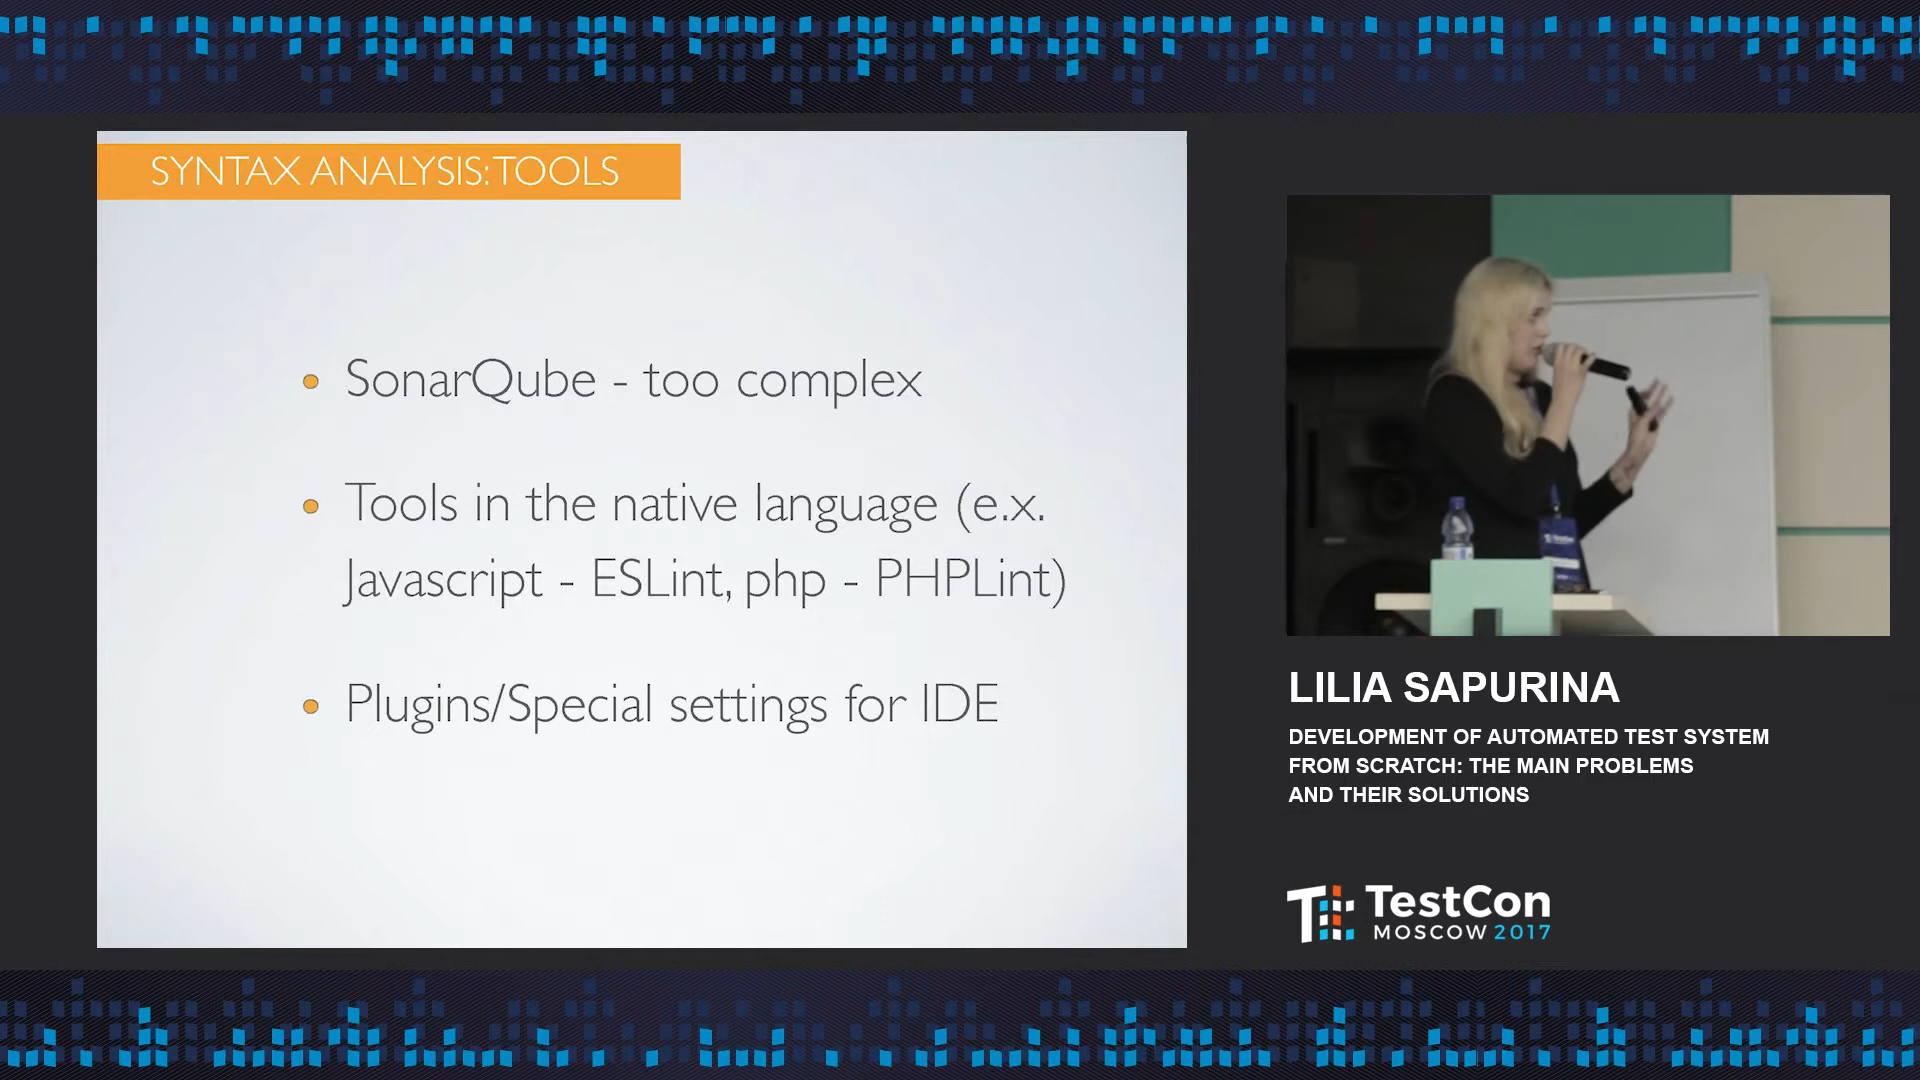 SYNTAX ANALYSIS: TOOLS
SonarQube - too complex
Tools in the native language (e.x.
Javascript - ESLint, php - PHPLint)
Plugins/Special settings for IDE
LILIA SAPURINA
DEVELOPMENT OF AUTOMATED TEST SYSTEM
FROM SCRATCH: THE MAIN PROBLEMS
AND THEIR SOLUTIONS
TestCon
MOSCOW 2017